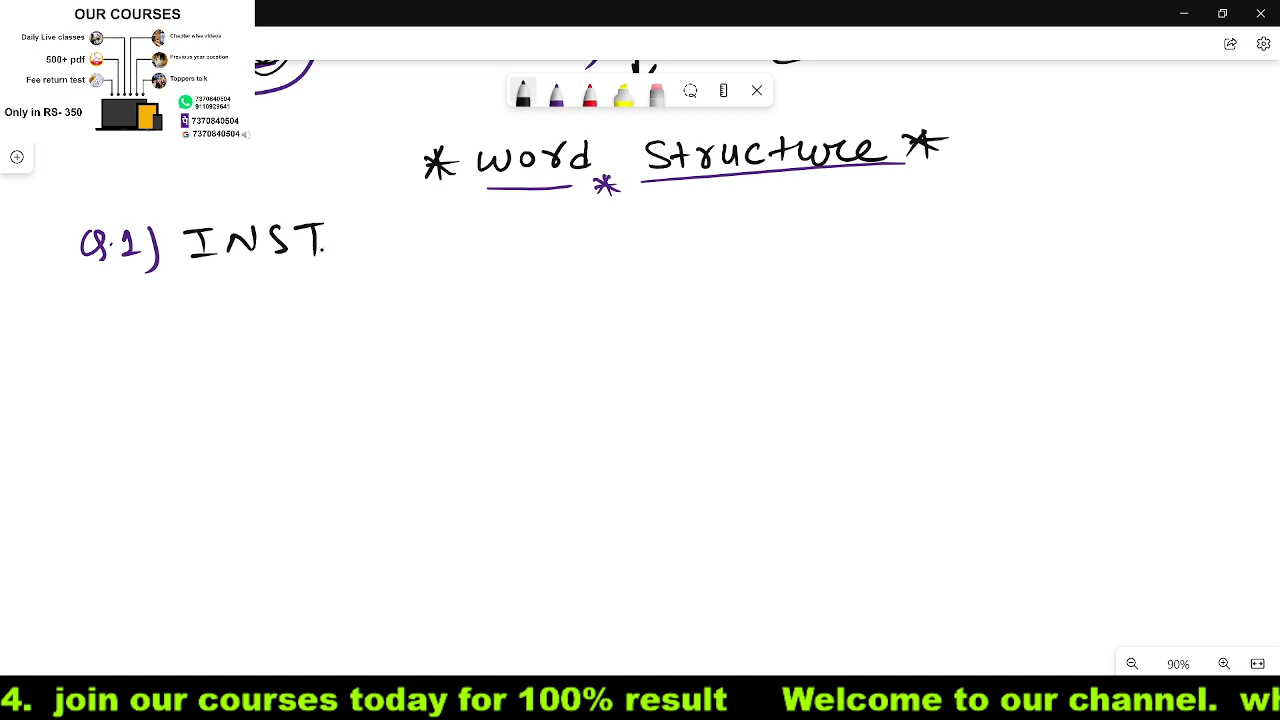 OUR COURSES
Daily Live classes
Chapter wise videos
500+ pdf
Previous year question
Fee return test
Toppers talk
Only in RS- 350
7370840504
9110923641
7370840504
7370840504
* word structure *
*
Q.1) INST
90%
4. join our courses today for 100% result Welcome to our channel. wh